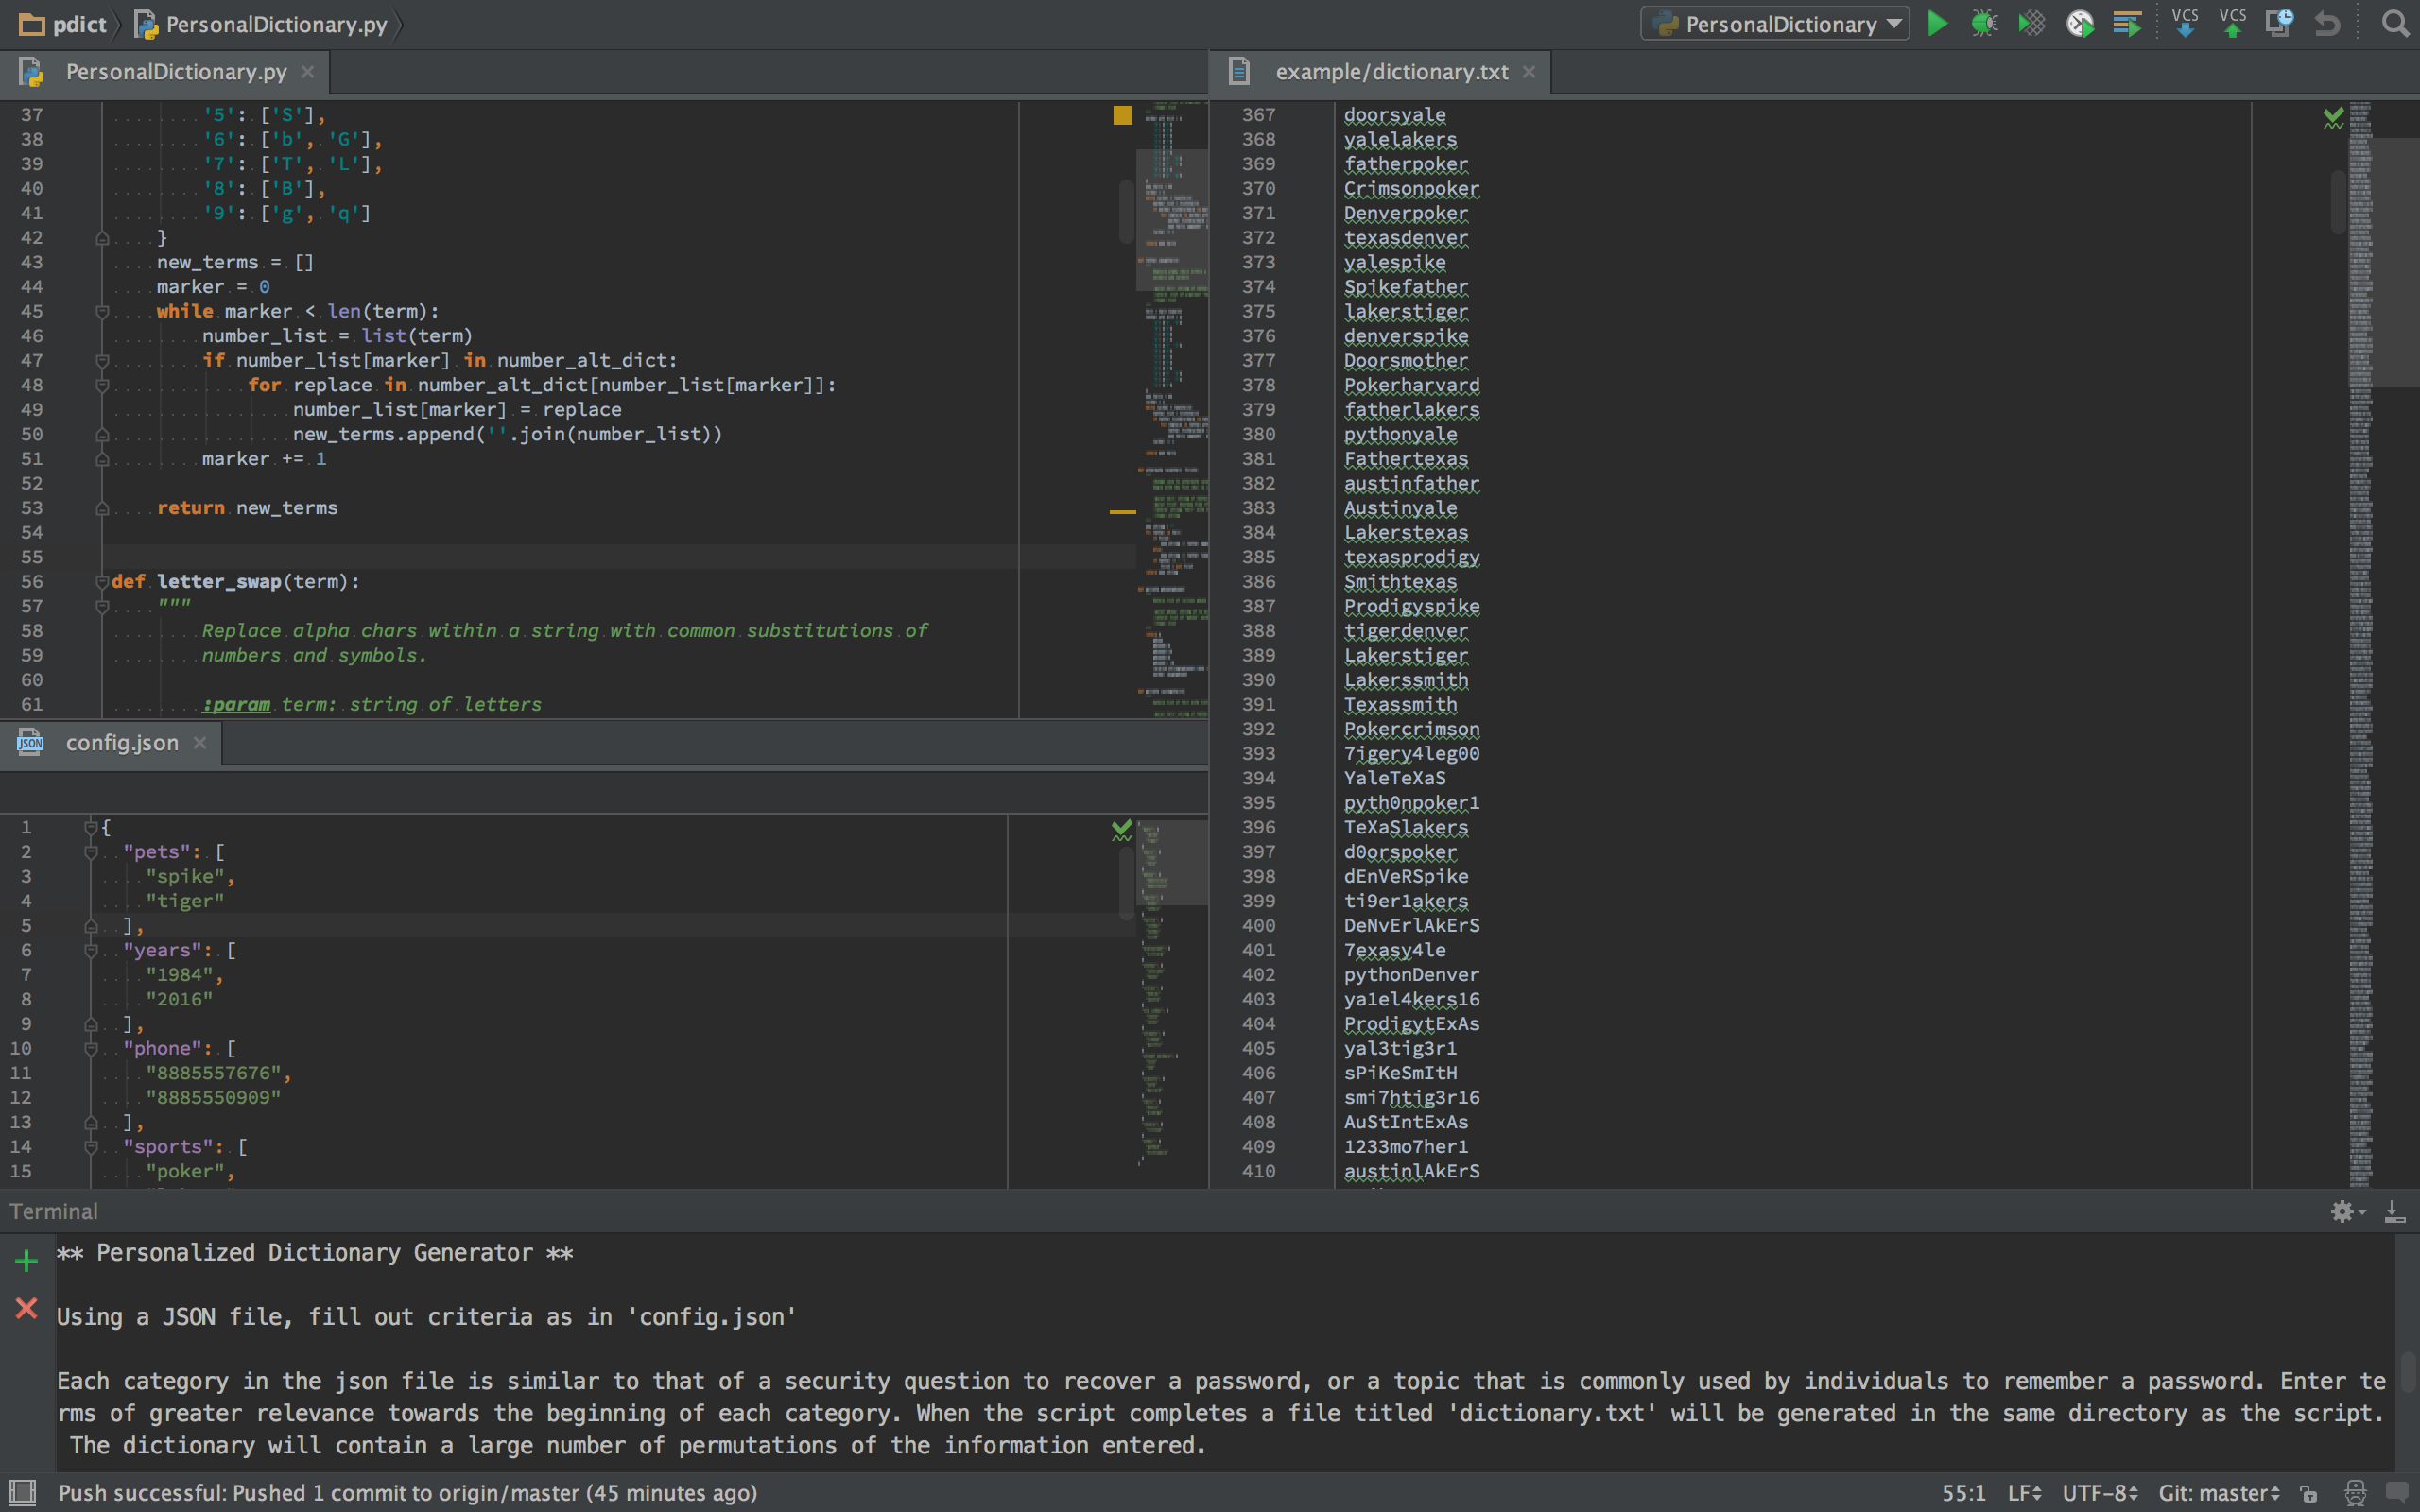 pdict
PersonalDictionary.py
PersonalDictionary
VCS
VCS
PersonalDictionary.py
37 '5': ['S'],
38 '6': ['b', 'G'],
39 '7': ['T', 'L'],
40 '8': ['B'],
41 '9': ['g', 'q']
42 }
43 new_terms = []
44 marker = 0
45 while marker < len(term):
46 number_list = list(term)
47 if number_list[marker] in number_alt_dict:
48 for replace in number_alt_dict[number_list[marker]]:
49 number_list[marker] = replace
50 new_terms.append(''.join(number_list))
51 marker += 1
52
53 return new_terms
54
55
56 def letter_swap(term):
57 """
58 Replace alpha chars within a string with common substitutions of
59 numbers and symbols.
60
61 :param term: string of letters
config.json
JSON
1 {
2 "pets": [
3 "spike",
4 "tiger"
5 ],
6 "years": [
7 "1984",
8 "2016"
9 ],
10 "phone": [
11 "8885557676",
12 "8885550909"
13 ],
14 "sports": [
15 "poker",
example/dictionary.txt
367 doorsyale
368 yalelakers
369 fatherpoker
370 Crimsonpoker
371 Denverpoker
372 texasdenver
373 yalespike
374 Spikefather
375 lakerstiger
376 denverspike
377 Doorsmother
378 Pokerharvard
379 fatherlakers
380 pythonyale
381 Fathertexas
382 austinfather
383 Austinyale
384 Lakerstexas
385 texasprodigy
386 Smithtexas
387 Prodigyspike
388 tigerdenver
389 Lakerstiger
390 Lakerssmith
391 Texassmith
392 Pokercrimson
393 7igery4leg00
394 YaleTeXaS
395 pyth0npoker1
396 TeXaSlakers
397 d0orspoker
398 dEnVeRSpike
399 ti9er1akers
400 DeNvErlAkErS
401 7exasy4le
402 pythonDenver
403 ya1el4kers16
404 ProdigytExAs
405 yal3tig3r1
406 sPiKeSmItH
407 smi7htig3r16
408 AuStIntExAs
409 1233mo7her1
410 austinlAkErS
Terminal
** Personalized Dictionary Generator **
Using a JSON file, fill out criteria as in 'config.json'
Each category in the json file is similar to that of a security question to recover a password, or a topic that is commonly used by individuals to remember a password. Enter te
rms of greater relevance towards the beginning of each category. When the script completes a file titled 'dictionary.txt' will be generated in the same directory as the script.
The dictionary will contain a large number of permutations of the information entered.
Push successful: Pushed 1 commit to origin/master (45 minutes ago)
55:1 LF UTF-8 Git: master